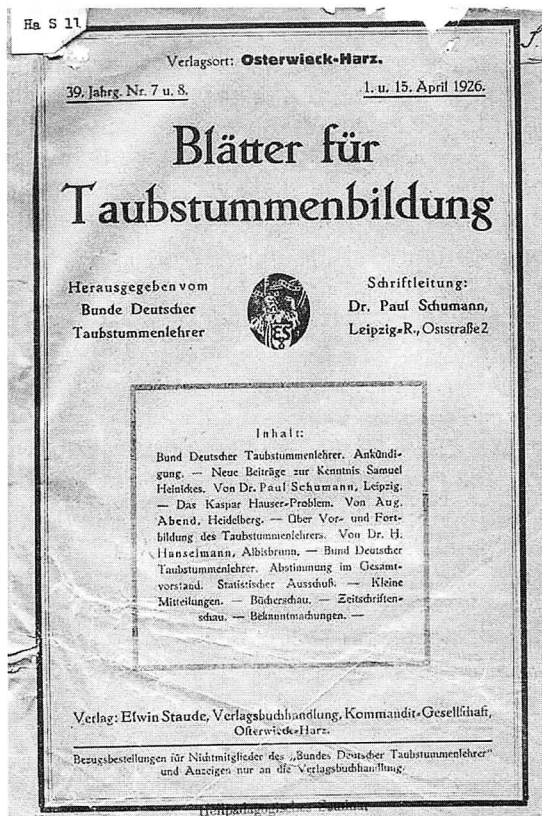 Ha S 11
Verlagsort: Osterwieck-Harz.
39. Jahrg. Nr. 7 u. 8.
1. u. 15. April 1926.
Blätter für
Taubstummenbildung
Herausgegeben vom
Bunde Deutscher
Taubstummenlehrer
ES
Schriftleitung:
Dr. Paul Schumann,
Leipzig-R., Oststraße 2
Inhalt:
Bund Deutscher Taubstummenlehrer. Ankündi-
gung. — Neue Beiträge zur Kenntnis Samuel
Heinickes. Von Dr. Paul Schumann, Leipzig.
— Das Kaspar Hauser-Problem. Von Aug.
Abend, Heidelberg. — Über Vor- und Fort-
bildung des Taubstummenlehrers. Von Dr. H.
Hanselmann, Albisbrunn. — Bund Deutscher
Taubstummenlehrer. Abstimmung im Gesamt-
vorstand. Statistischer Ausschuß. — Kleine
Mitteilungen. — Bücherschau. — Zeitschriften-
schau. — Bekanntmachungen. —
Verlag: Elwin Staude, Verlagsbuchhandlung, Kommandit-Gesellschaft,
Osterwieck-Harz.
Bezugsbestellungen für Nichtmitglieder des „Bundes Deutscher Taubstummenlehrer"
und Anzeigen nur an die Verlagsbuchhandlung.
Heilpädagogisches Seminar